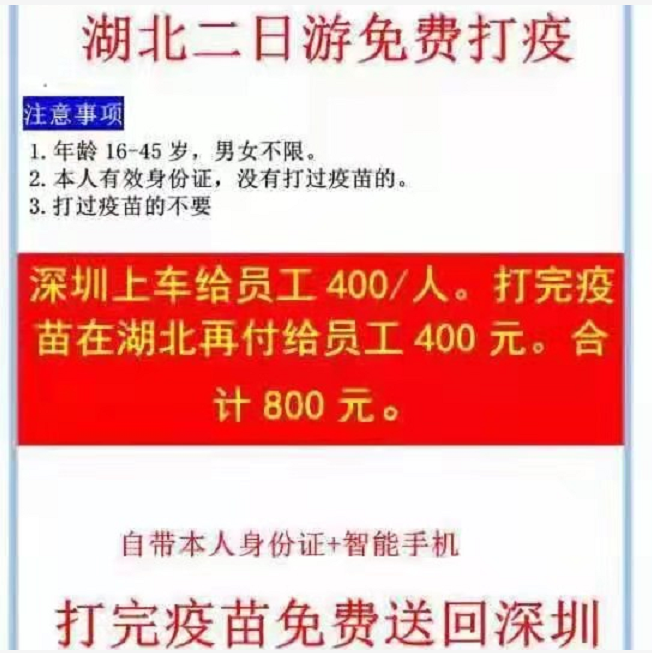 湖北二日游免费打疫
注意事项
1. 年龄 16-45 岁，男女不限。
2. 本人有效身份证，没有打过疫苗的。
3. 打过疫苗的不要
深圳上车给员工 400/人。打完疫
苗在湖北再付给员工 400 元。合
计 800 元。
自带本人身份证+智能手机
打完疫苗免费送回深圳